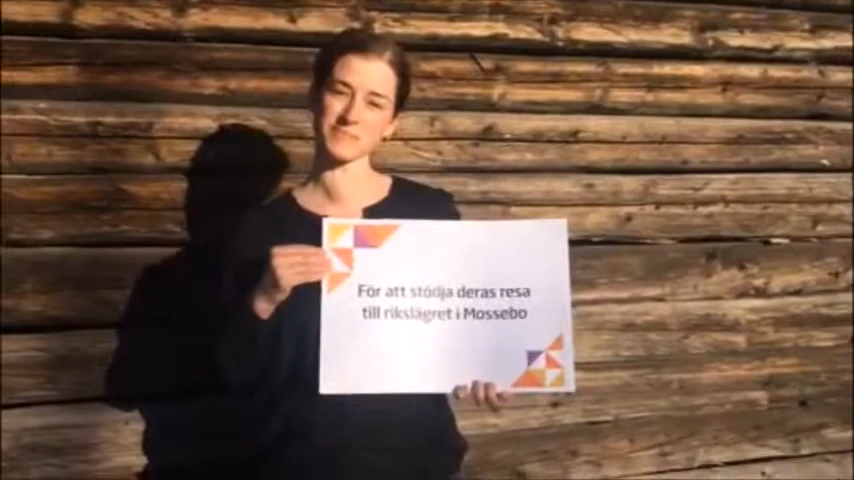 För att stödja deras resa
till rikslägret i Mossebo